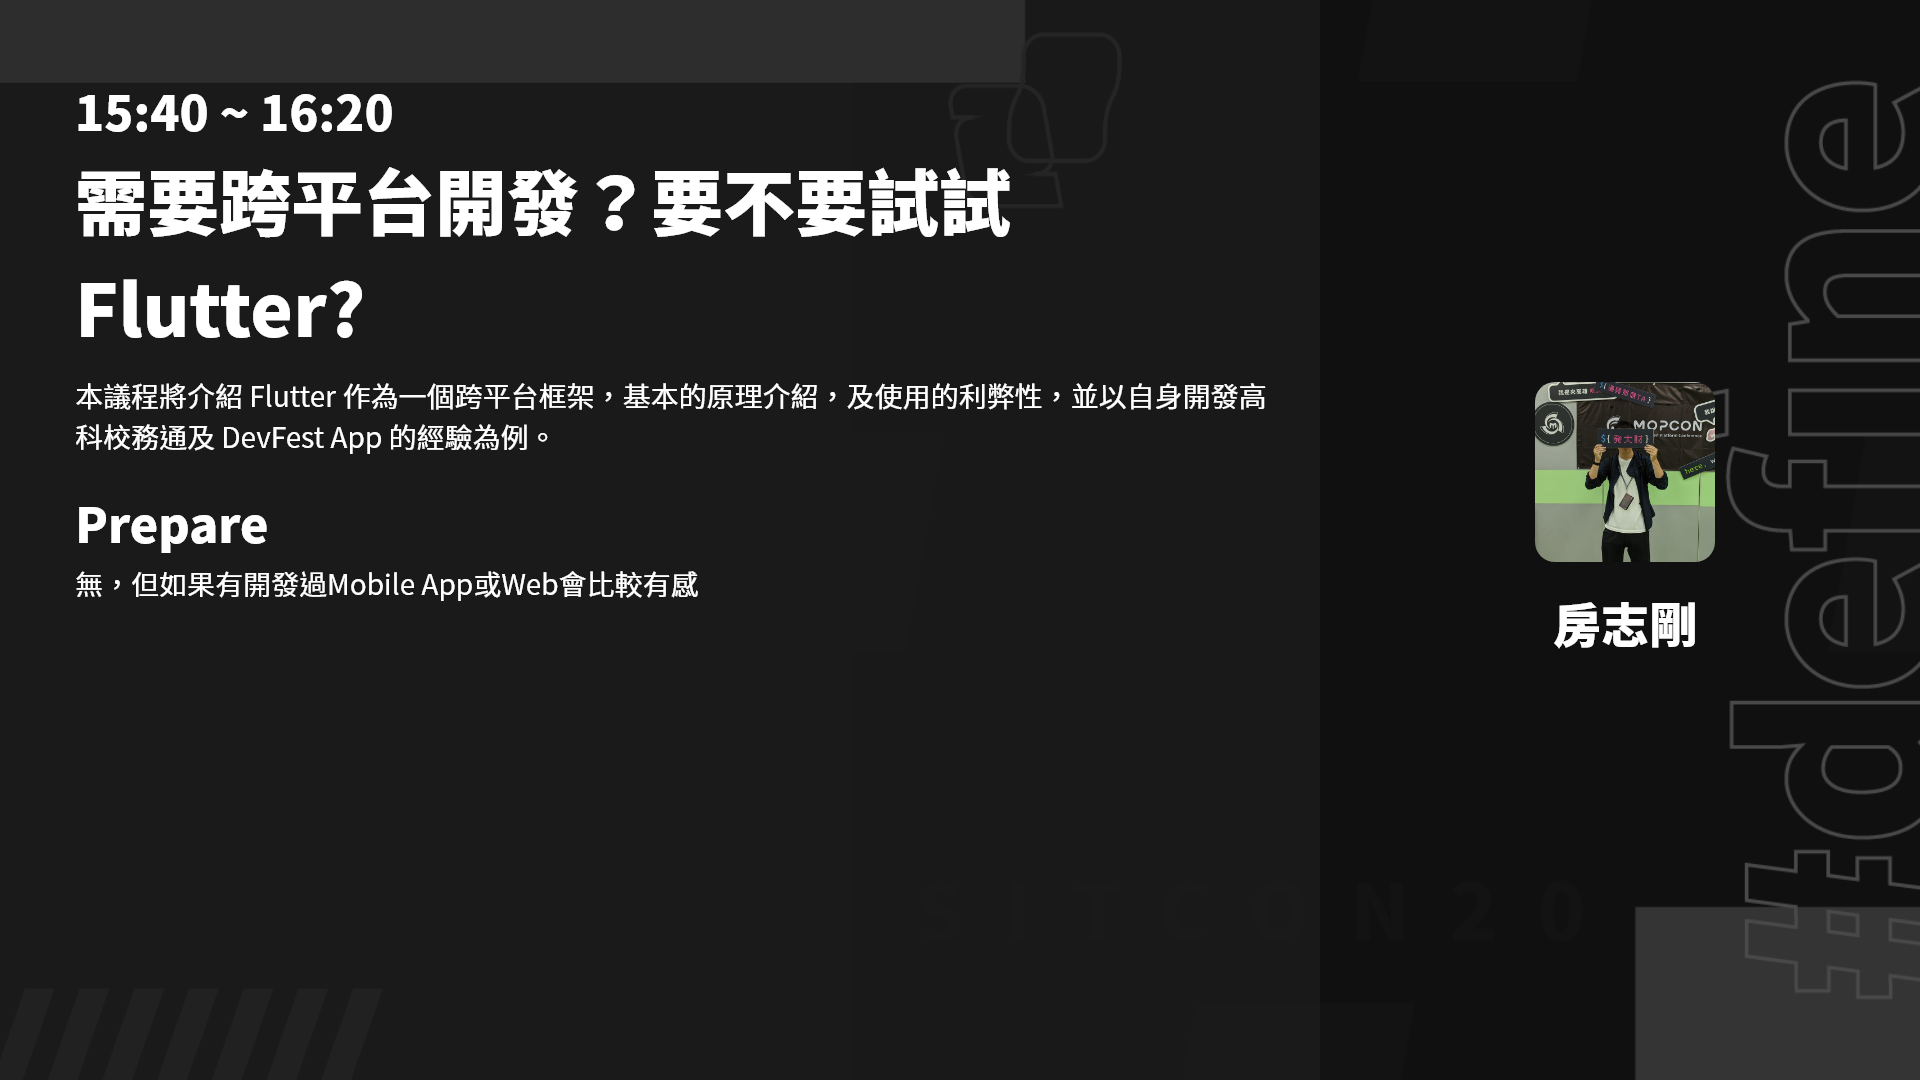 15:40 ~ 16:20
需要跨平台開發？要不要試試
Flutter?
本議程將介紹 Flutter 作為一個跨平台框架，基本的原理介紹，及使用的利弊性，並以自身開發高
科校務通及 DevFest App 的經驗為例。
Prepare
無，但如果有開發過Mobile App或Web會比較有感
MOPCON
${発大財}
房志剛
#define
SITCON20